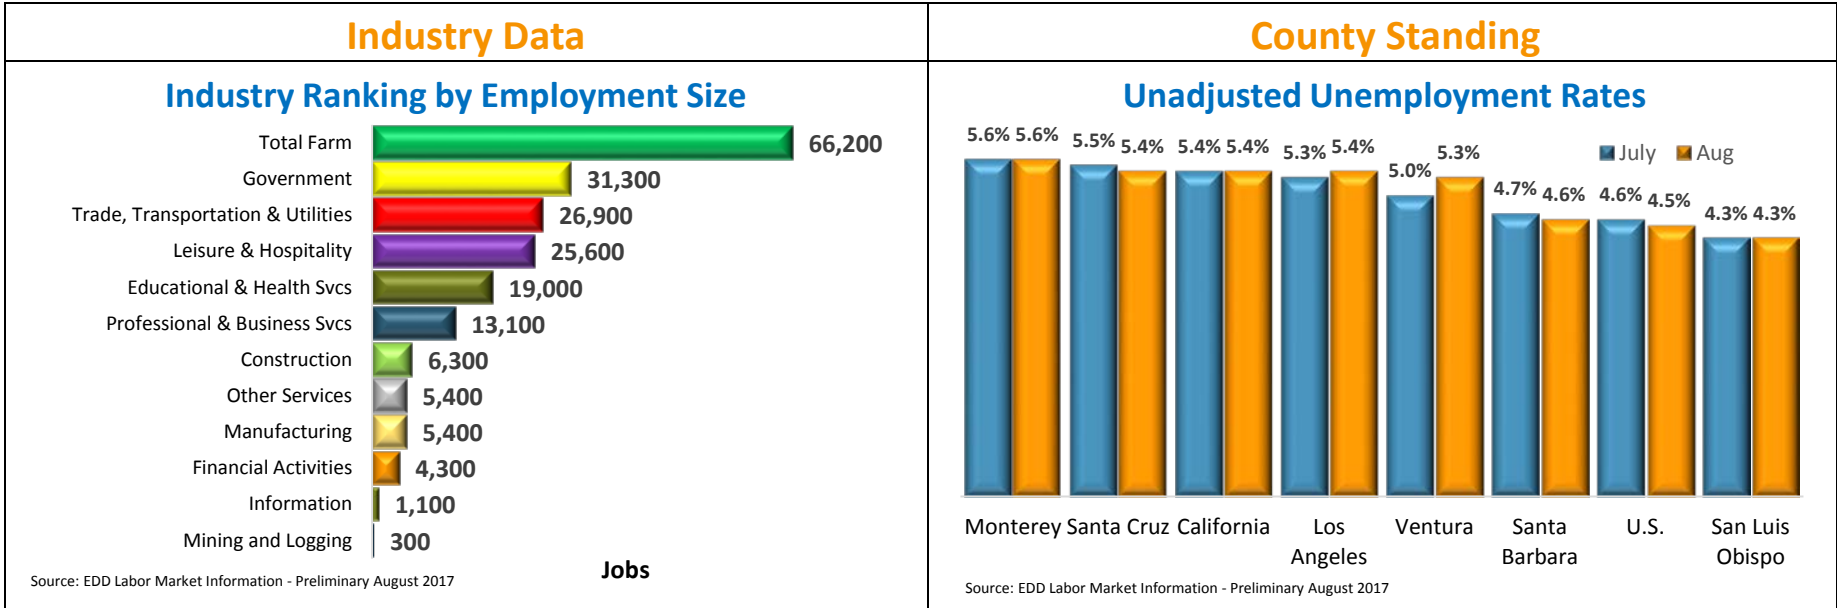 Industry Data
Industry Ranking by Employment Size
Total Farm 66,200
Government 31,300
Trade, Transportation & Utilities 26,900
Leisure & Hospitality 25,600
Educational & Health Svcs 19,000
Professional & Business Svcs 13,100
Construction 6,300
Other Services 5,400
Manufacturing 5,400
Financial Activities 4,300
Information 1,100
Mining and Logging 300
Jobs
Source: EDD Labor Market Information - Preliminary August 2017
County Standing
Unadjusted Unemployment Rates
July Aug
5.6% 5.6% 5.5% 5.4% 5.4% 5.4% 5.3% 5.4% 5.0% 5.3% 4.7% 4.6% 4.6% 4.5% 4.3% 4.3%
Monterey Santa Cruz California Los Ventura Santa U.S. San Luis
Angeles Barbara Obispo
Source: EDD Labor Market Information - Preliminary August 2017